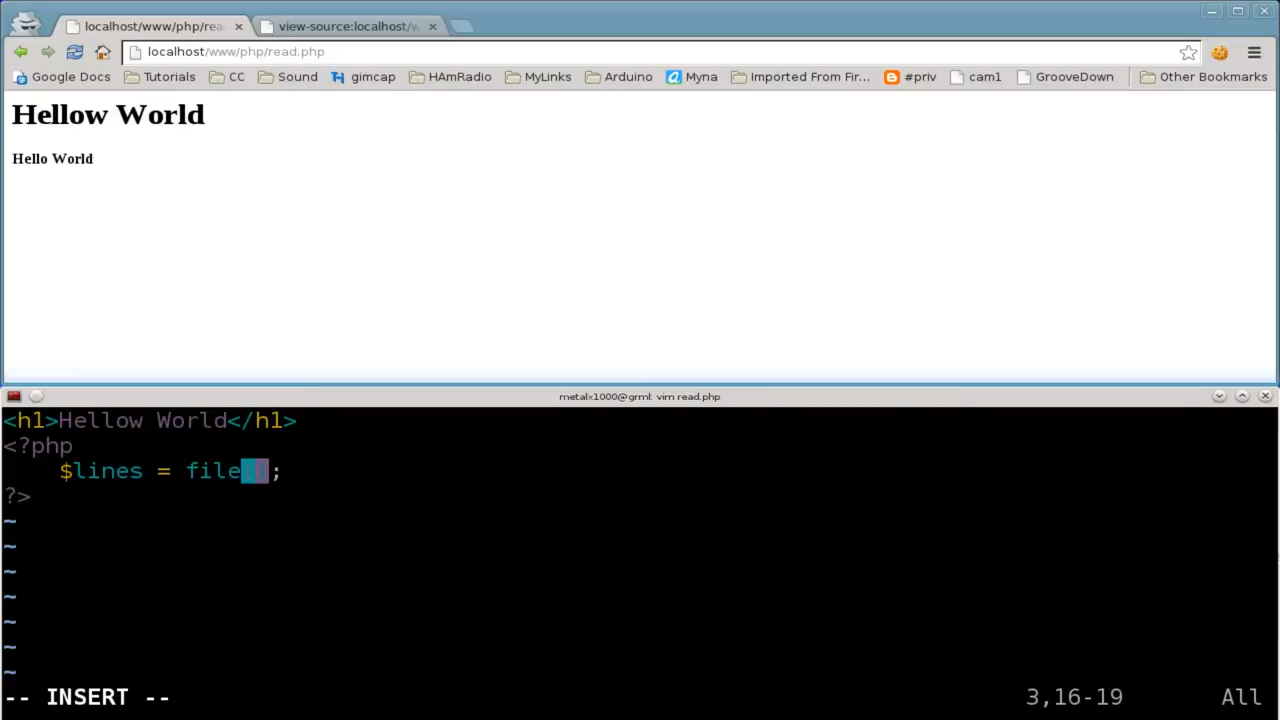 localhost/www/php/rea
view-source:localhost/w
localhost/www/php/read.php
Google Docs Tutorials CC Sound gimcap HAmRadio MyLinks Arduino Myna Imported From Fir... #priv cam1 GrooveDown Other Bookmarks
Hellow World
Hello World
metalx1000@grml: vim read.php
<h1>Hellow World</h1>
<?php
$lines = file();
?>
~
~
~
~
~
~
~
-- INSERT -- 3,16-19 All